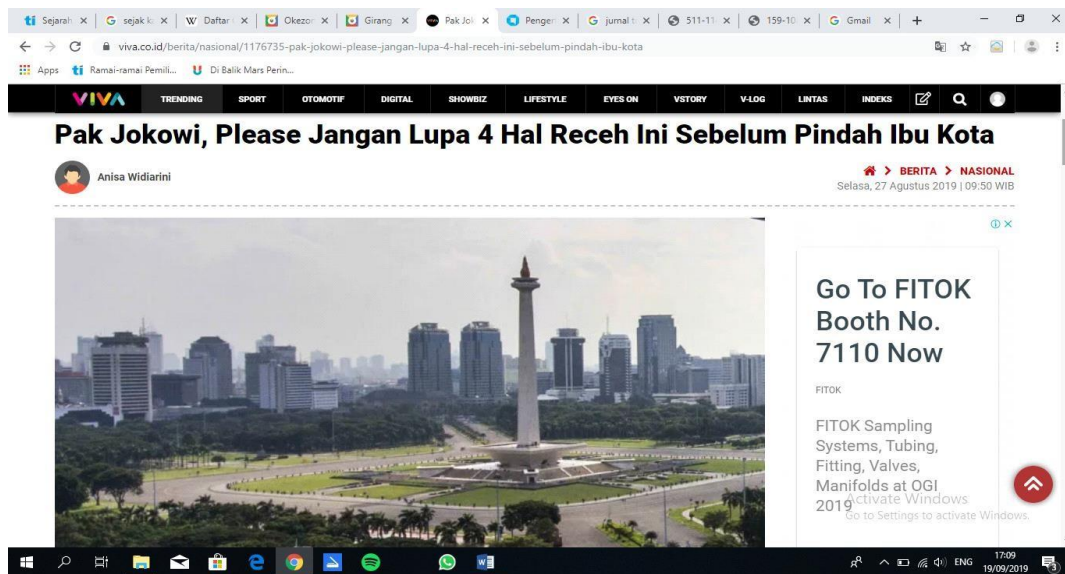 Sejarah
sejak k
Daftar
Okezon
Girang
Pak Jok
Penger
jurnal t
511-11
159-10
Gmail
viva.co.id/berita/nasional/1176735-pak-jokowi-please-jangan-lupa-4-hal-receh-ini-sebelum-pindah-ibu-kota
Apps Ramai-ramai Pemili... Di Balik Mars Perin...
VIVA TRENDING SPORT OTOMOTIF DIGITAL SHOWBIZ LIFESTYLE EYES ON VSTORY V-LOG LINTAS INDEKS
Pak Jokowi, Please Jangan Lupa 4 Hal Receh Ini Sebelum Pindah Ibu Kota
Anisa Widiarini
BERITA > NASIONAL
Selasa, 27 Agustus 2019 | 09:50 WIB
Go To FITOK
Booth No.
7110 Now
FITOK
FITOK Sampling
Systems, Tubing,
Fitting, Valves,
Manifolds at OGI
2019
Activate Windows
Go to Settings to activate Windows.
ENG
17:09
19/09/2019